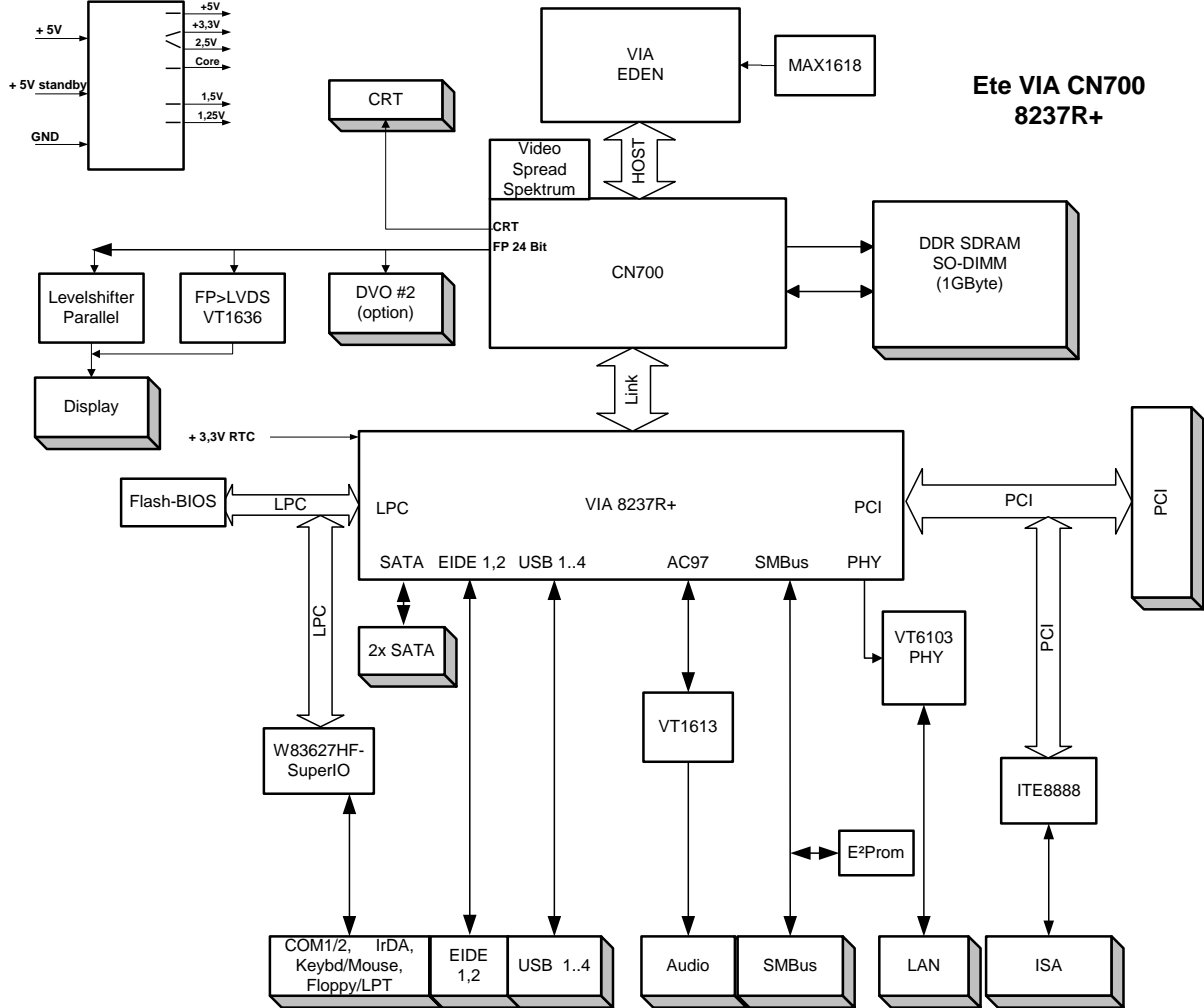 +5V
+3,3V
+ 5V
2,5V
Core
+ 5V standby
1,5V
1,25V
GND
VIA
EDEN
MAX1618
Ete VIA CN700
8237R+
CRT
Video
Spread
Spektrum
HOST
CRT
FP 24 Bit
CN700
DDR SDRAM
SO-DIMM
(1GByte)
Levelshifter
Parallel
FP>LVDS
VT1636
DVO #2
(option)
Display
Link
+ 3,3V RTC
Flash-BIOS
LPC
LPC
VIA 8237R+
PCI
PCI
PCI
SATA
EIDE 1,2
USB 1..4
AC97
SMBus
PHY
LPC
2x SATA
VT6103
PHY
PCI
VT1613
W83627HF-
SuperIO
ITE8888
E²Prom
COM1/2, IrDA,
Keybd/Mouse,
Floppy/LPT
EIDE
1,2
USB 1..4
Audio
SMBus
LAN
ISA